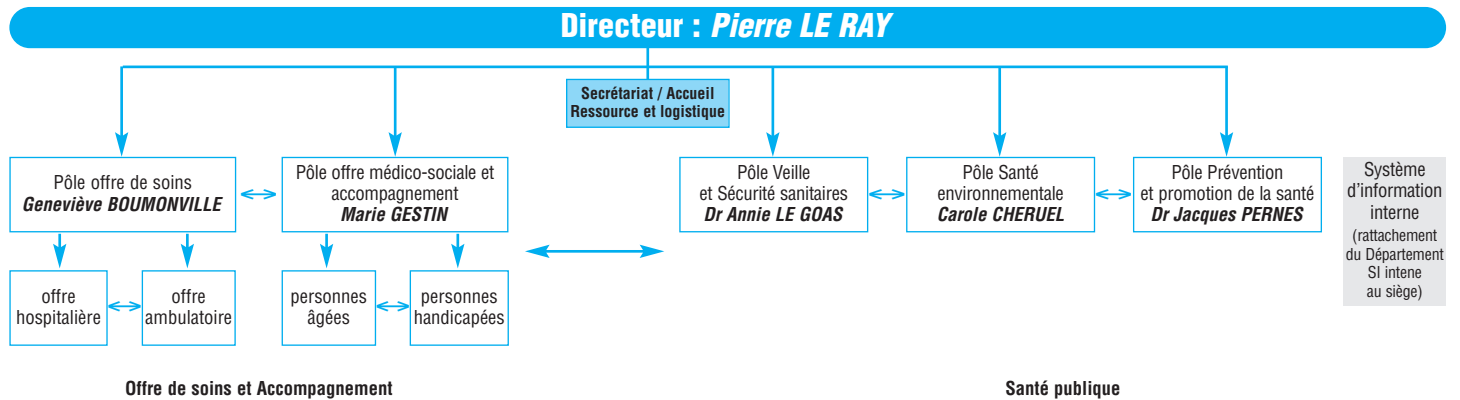 Directeur : Pierre LE RAY
Secrétariat / Accueil
Ressource et logistique
Pôle offre de soins
Geneviève BOUMONVILLE
Pôle offre médico-sociale et
accompagnement
Marie GESTIN
Pôle Veille
et Sécurité sanitaires
Dr Annie LE GOAS
Pôle Santé
environnementale
Carole CHERUEL
Pôle Prévention
et promotion de la santé
Dr Jacques PERNES
Système
d’information
interne
(rattachement
du Département
SI intene
au siège)
offre
hospitalière
offre
ambulatoire
personnes
âgées
personnes
handicapées
Offre de soins et Accompagnement
Santé publique